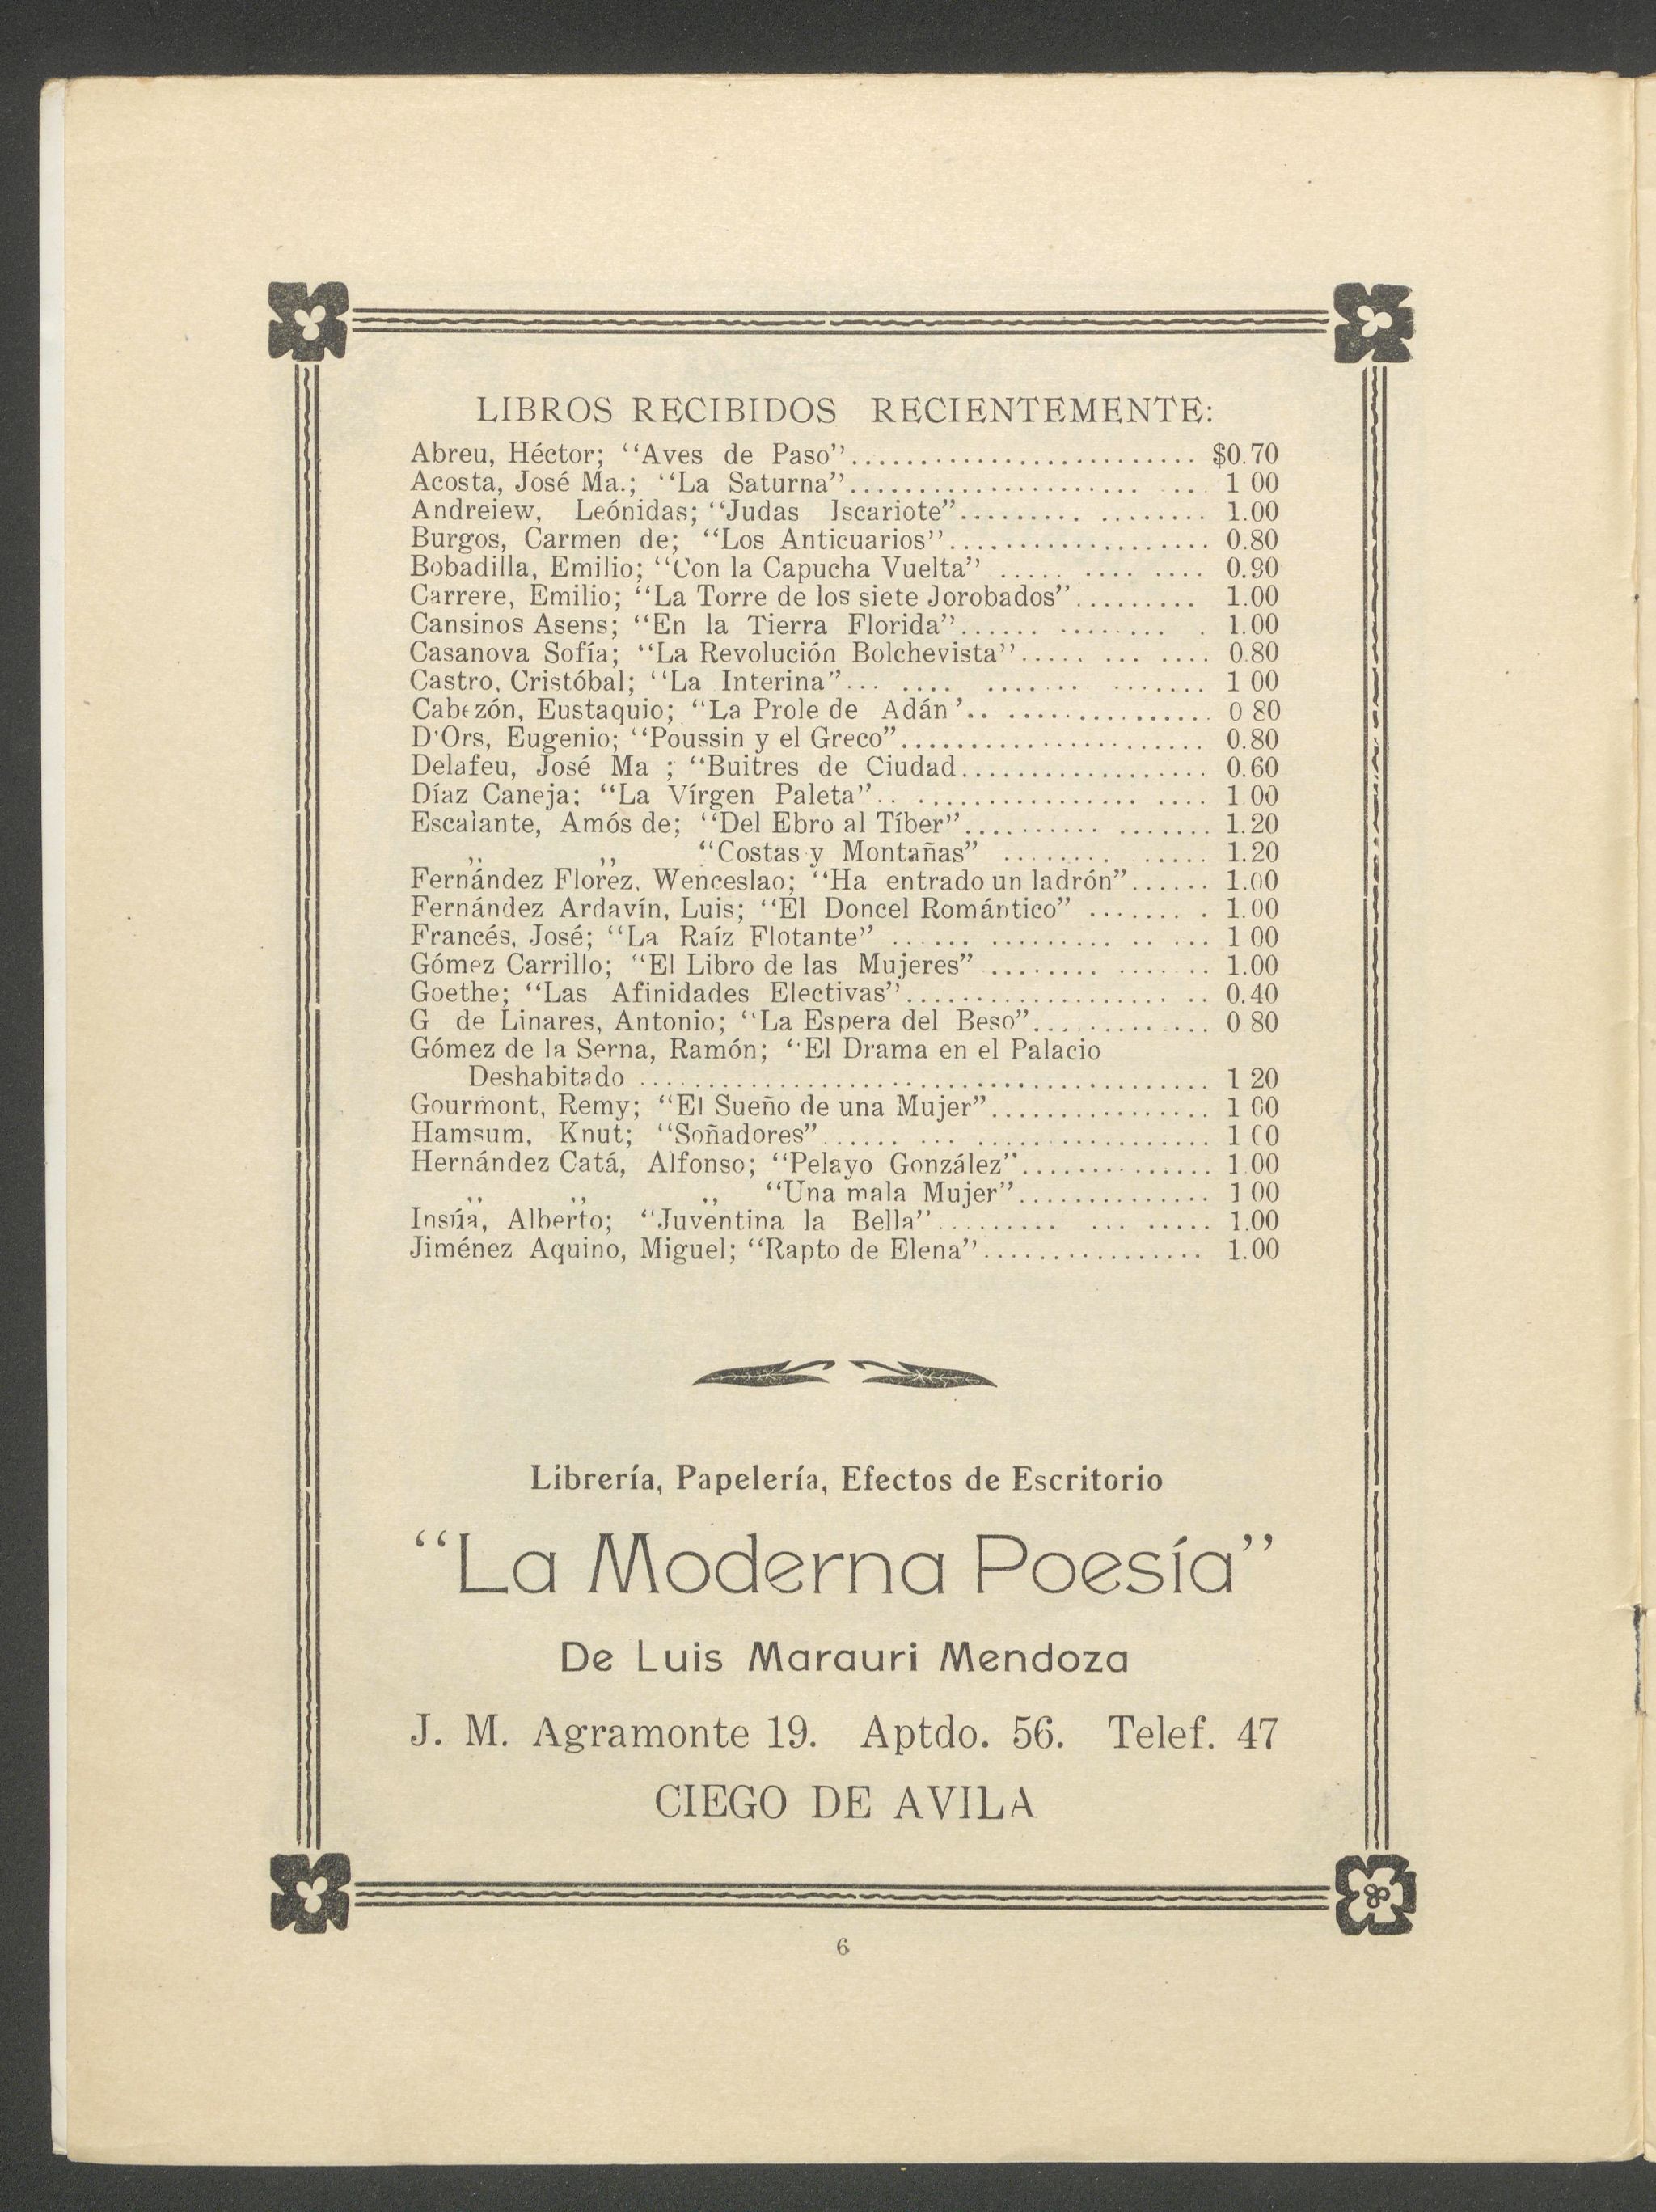 LIBROS RECIBIDOS RECIENTEMENTE:
Abreu, Héctor; “Aves de Paso”......................... $0.70
Acosta, José Ma.; “La Saturna”..................... ... 1 00
Andreiew, Leónidas; “Judas Iscariote”......... ........ 1.00
Burgos, Carmen de; “Los Anticuarios”................... 0.80
Bobadilla, Emilio; “Con la Capucha Vuelta” ..... .... .... 0.90
Carrere, Emilio; “La Torre de los siete Jorobados”......... 1.00
Cansinos Asens; “En la Tierra Florida”...... ........ . 1.00
Casanova Sofía; “La Revolución Bolchevista”..... ... .... 0.80
Castro, Cristóbal; “La Interina”... .... ....... ....... 1 00
Cabezón, Eustaquio; “La Prole de Adán’.. ............... 0 80
D'Ors, Eugenio; “Poussin y el Greco”...................... 0.80
Delafeu, José Ma ; “Buitres de Ciudad.................. 0.60
Díaz Caneja; “La Vírgen Paleta”.. ................ .... 1 00
Escalante, Amós de; “Del Ebro al Tíber”.......... ....... 1.20
,, ,, “Costas y Montañas” ........ ...... 1.20
Fernández Florez, Wenceslao; “Ha entrado un ladrón”...... 1.00
Fernández Ardavín, Luis; “El Doncel Romántico” ....... . 1.00
Francés, José; “La Raíz Flotante” ...... ......... .. ... 1 00
Gómez Carrillo; “El Libro de las Mujeres” ........ ....... 1.00
Goethe; “Las Afinidades Electivas”................... .. 0.40
G de Linares, Antonio; “La Espera del Beso”............. 0 80
Gómez de la Serna, Ramón; “El Drama en el Palacio
Deshabitado .......................................... 1 20
Gourmont, Remy; “El Sueño de una Mujer”................ 1 00
Hamsum, Knut; “Soñadores”...... ... ................. 1 00
Hernández Catá, Alfonso; “Pelayo González”.............. 1.00
,, ,, ,, “Una mala Mujer”.............. 1 00
Insúa, Alberto; “Juventina la Bella”......... ... ..... 1.00
Jiménez Aquino, Miguel; “Rapto de Elena”................ 1.00
Librería, Papelería, Efectos de Escritorio
“La Moderna Poesía”
De Luis Marauri Mendoza
J. M. Agramonte 19. Aptdo. 56. Telef. 47
CIEGO DE AVILA
6